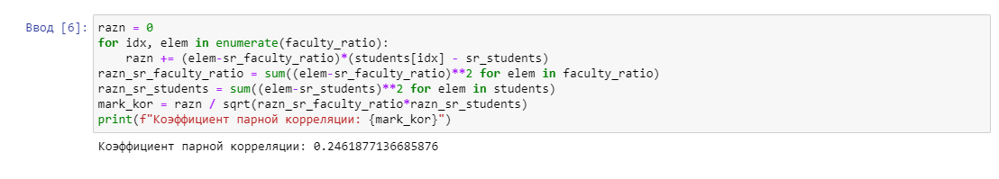 Ввод [6]: razn = 0
for idx, elem in enumerate(faculty_ratio):
    razn += (elem-sr_faculty_ratio)*(students[idx] - sr_students)
razn_sr_faculty_ratio = sum((elem-sr_faculty_ratio)**2 for elem in faculty_ratio)
razn_sr_students = sum((elem-sr_students)**2 for elem in students)
mark_kor = razn / sqrt(razn_sr_faculty_ratio*razn_sr_students)
print(f"Коэффициент парной корреляции: {mark_kor}")
Коэффициент парной корреляции: 0.2461877136685876